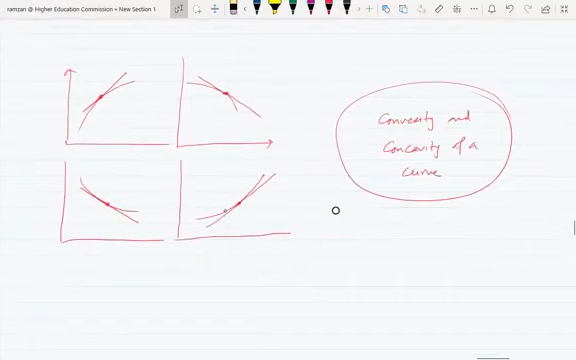 ramzan @ Higher Education Commission » New Section 1
Convexity and
Concavity of a
Curve